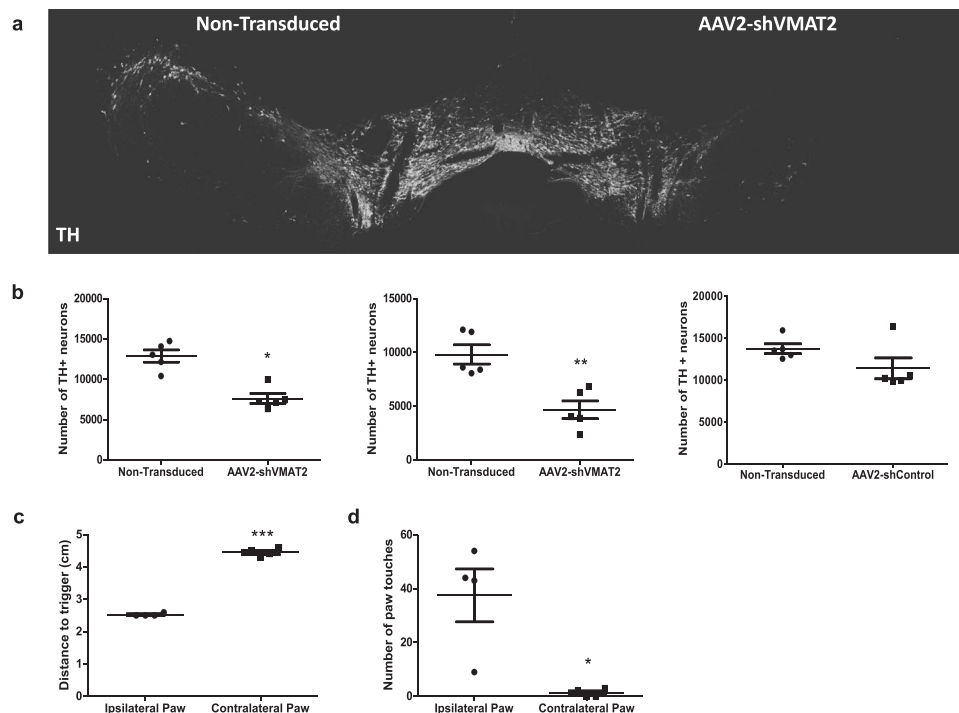 a
Non-Transduced
AAV2-shVMAT2
TH
b
Number of TH+ neurons
20000
15000
10000
5000
0
*
Non-Transduced
AAV2-shVMAT2
Number of TH+ neurons
15000
10000
5000
0
**
Non-Transduced
AAV2-shVMAT2
Number of TH + neurons
20000
15000
10000
5000
0
Non-Transduced
AAV2-shControl
c
Distance to trigger (cm)
5
4
3
2
1
0
***
Ipsilateral Paw
Contralateral Paw
d
Number of paw touches
60
40
20
0
*
Ipsilateral Paw
Contralateral Paw